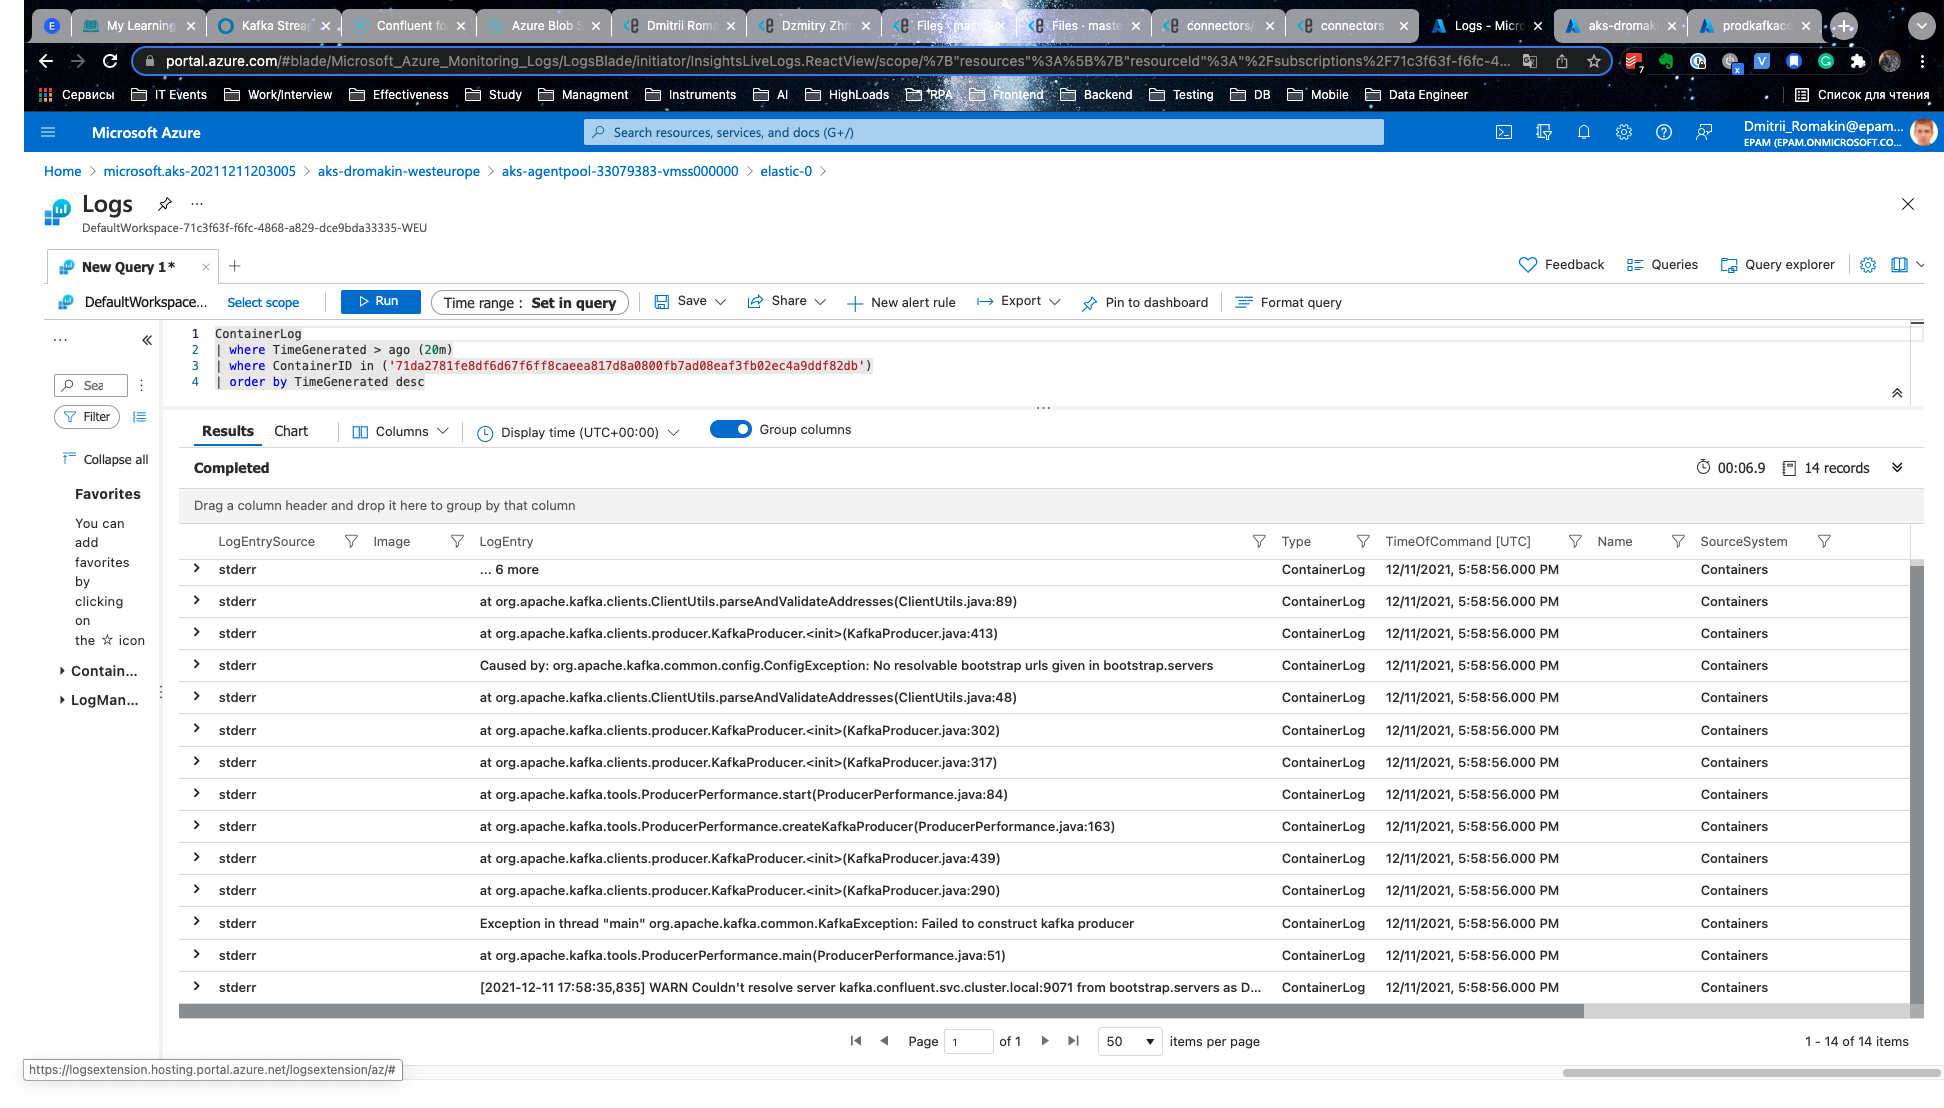 E
My Learning
Kafka Strea
Confluent fo
Azure Blob S
Dmitrii Roma
Dzmitry Zhm
Files · mast
Files · maste
connectors/
connectors
Logs - Micro
aks-dromak
prodkafkaco
portal.azure.com/#blade/Microsoft_Azure_Monitoring_Logs/LogsBlade/initiator/InsightsLiveLogs.ReactView/scope/%7B"resources"%3A%5B%7B"resourceId"%3A"%2Fsubscriptions%2F71c3f63f-f6fc-4...
7
x
V
G
Сервисы
IT Events
Work/Interview
Effectiveness
Study
Managment
Instruments
AI
HighLoads
RPA
Frontend
Backend
Testing
DB
Mobile
Data Engineer
Список для чтения
Microsoft Azure
Search resources, services, and docs (G+/)
Dmitrii_Romakin@epam...
EPAM (EPAM.ONMICROSOFT.CO...
Home > microsoft.aks-20211211203005 > aks-dromakin-westeurope > aks-agentpool-33079383-vmss000000 > elastic-0 >
Logs ...
DefaultWorkspace-71c3f63f-f6fc-4868-a829-dce9bda33335-WEU
New Query 1*
Feedback
Queries
Query explorer
DefaultWorkspace...
Select scope
Run
Time range : Set in query
Save
Share
New alert rule
Export
Pin to dashboard
Format query
...
1 ContainerLog
2 | where TimeGenerated > ago (20m)
3 | where ContainerID in ('71da2781fe8df6d67f6ff8caeea817d8a0800fb7ad08eaf3fb02ec4a9ddf82db')
4 | order by TimeGenerated desc
Sea
Filter
Collapse all
Favorites
You can
add
favorites
by
clicking
on
the ☆ icon
Contain...
LogMan...
...
Results
Chart
Columns
Display time (UTC+00:00)
Group columns
Completed
00:06.9
14 records
Drag a column header and drop it here to group by that column
LogEntrySource Image LogEntry Type TimeOfCommand [UTC] Name SourceSystem
stderr ... 6 more ContainerLog 12/11/2021, 5:58:56.000 PM Containers
stderr at org.apache.kafka.clients.ClientUtils.parseAndValidateAddresses(ClientUtils.java:89) ContainerLog 12/11/2021, 5:58:56.000 PM Containers
stderr at org.apache.kafka.clients.producer.KafkaProducer.<init>(KafkaProducer.java:413) ContainerLog 12/11/2021, 5:58:56.000 PM Containers
stderr Caused by: org.apache.kafka.common.config.ConfigException: No resolvable bootstrap urls given in bootstrap.servers ContainerLog 12/11/2021, 5:58:56.000 PM Containers
stderr at org.apache.kafka.clients.ClientUtils.parseAndValidateAddresses(ClientUtils.java:48) ContainerLog 12/11/2021, 5:58:56.000 PM Containers
stderr at org.apache.kafka.clients.producer.KafkaProducer.<init>(KafkaProducer.java:302) ContainerLog 12/11/2021, 5:58:56.000 PM Containers
stderr at org.apache.kafka.clients.producer.KafkaProducer.<init>(KafkaProducer.java:317) ContainerLog 12/11/2021, 5:58:56.000 PM Containers
stderr at org.apache.kafka.tools.ProducerPerformance.start(ProducerPerformance.java:84) ContainerLog 12/11/2021, 5:58:56.000 PM Containers
stderr at org.apache.kafka.tools.ProducerPerformance.createKafkaProducer(ProducerPerformance.java:163) ContainerLog 12/11/2021, 5:58:56.000 PM Containers
stderr at org.apache.kafka.clients.producer.KafkaProducer.<init>(KafkaProducer.java:439) ContainerLog 12/11/2021, 5:58:56.000 PM Containers
stderr at org.apache.kafka.clients.producer.KafkaProducer.<init>(KafkaProducer.java:290) ContainerLog 12/11/2021, 5:58:56.000 PM Containers
stderr Exception in thread "main" org.apache.kafka.common.KafkaException: Failed to construct kafka producer ContainerLog 12/11/2021, 5:58:56.000 PM Containers
stderr at org.apache.kafka.tools.ProducerPerformance.main(ProducerPerformance.java:51) ContainerLog 12/11/2021, 5:58:56.000 PM Containers
stderr [2021-12-11 17:58:35,835] WARN Couldn't resolve server kafka.confluent.svc.cluster.local:9071 from bootstrap.servers as D... ContainerLog 12/11/2021, 5:58:56.000 PM Containers
Page 1 of 1 50 items per page
1 - 14 of 14 items
https://logsextension.hosting.portal.azure.net/logsextension/az/#